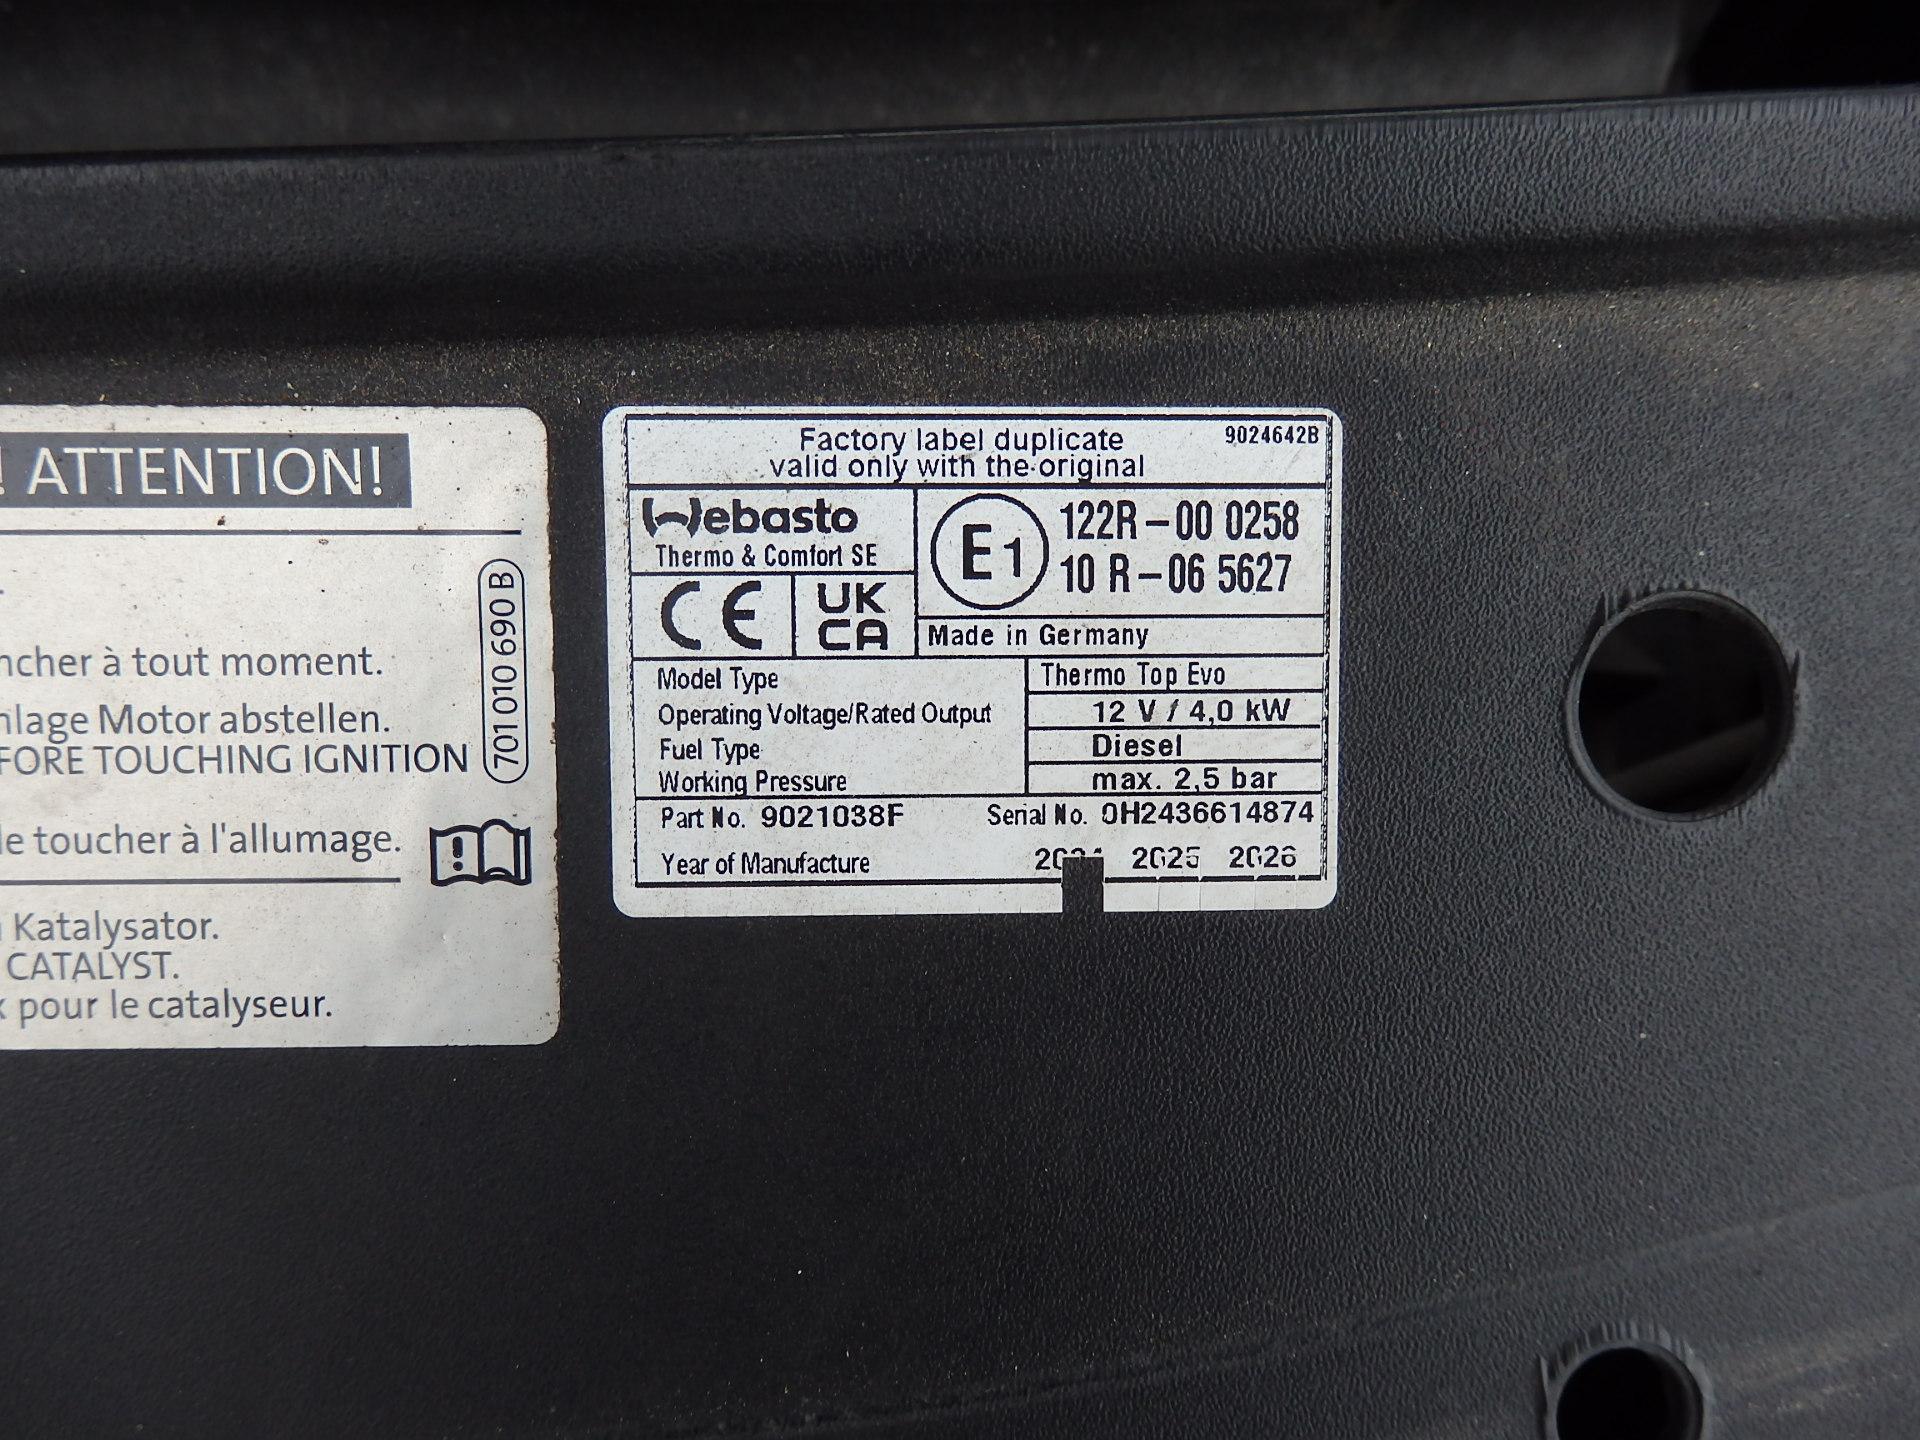 ! ATTENTION!
ncher à tout moment.
nlage Motor abstellen.
FORE TOUCHING IGNITION
le toucher à l'allumage.
Katalysator.
CATALYST.
x pour le catalyseur.
701 010 690 B
Factory label duplicate
9024642B
valid only with the original
Webasto
Thermo & Comfort SE
CE
UK
CA
E1
122R-00 0258
10 R-06 5627
Made in Germany
Model Type Thermo Top Evo
Operating Voltage/Rated Output 12 V / 4,0 kW
Fuel Type Diesel
Working Pressure max. 2,5 bar
Part No. 9021038F Serial No. 0H2436614874
Year of Manufacture 2025 2026